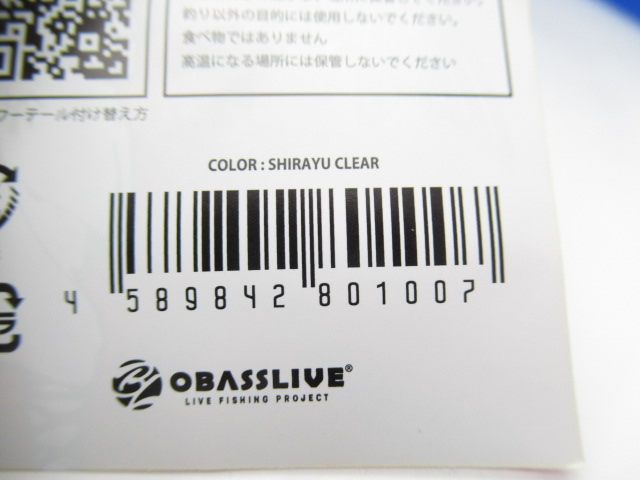 釣り以外の目的には使用しないでください。
食べ物ではありません
高温になる場所には保管しないでください
ーテール付け替え方
COLOR : SHIRAYU CLEAR
4 589842 801007
OBASSLIVE®
LIVE FISHING PROJECT